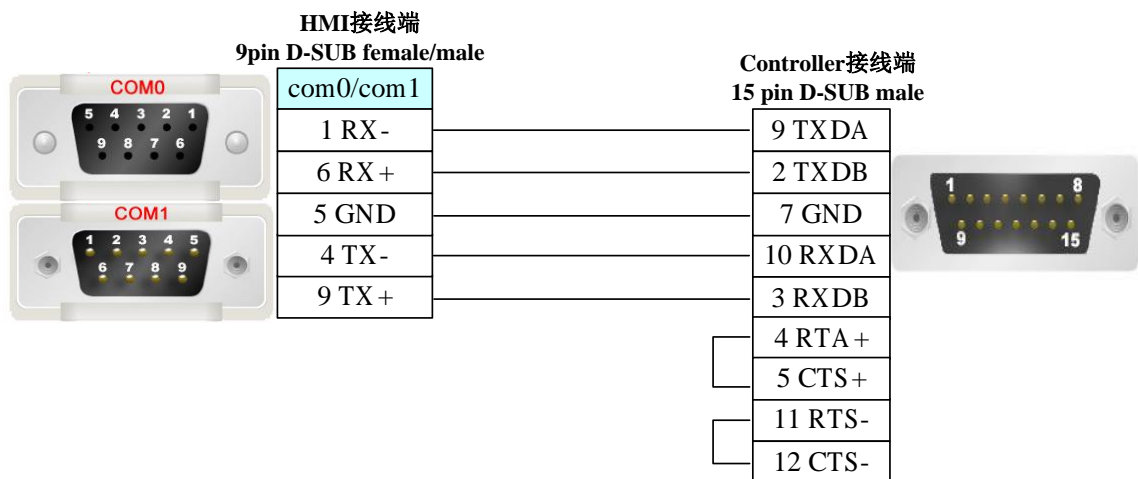 HMI接线端
9pin D-SUB female/male
COM0
5 4 3 2 1
9 8 7 6
COM1
1 2 3 4 5
6 7 8 9
com0/com1
1 RX-
6 RX+
5 GND
4 TX-
9 TX+
Controller接线端
15 pin D-SUB male
9 TXDA
2 TXDB
7 GND
10 RXDA
3 RXDB
4 RTA+
5 CTS+
11 RTS-
12 CTS-
1 8
9 15